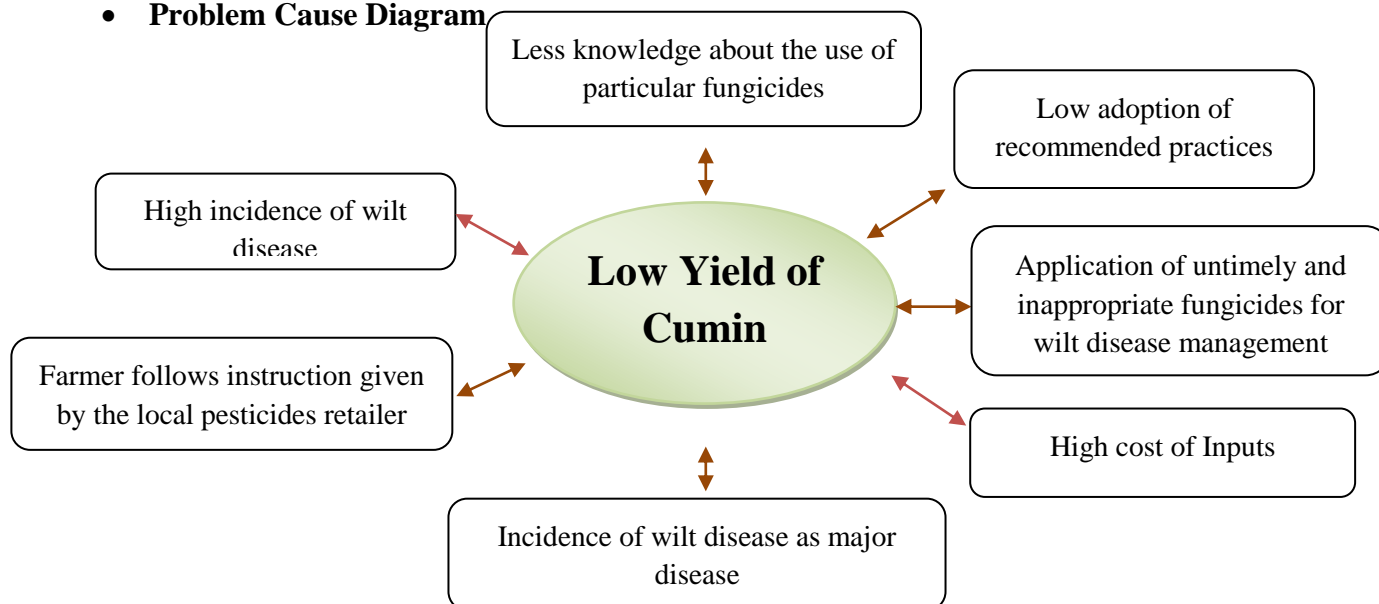 • Problem Cause Diagram
Less knowledge about the use of
particular fungicides
Low adoption of
recommended practices
High incidence of wilt
disease
Low Yield of
Cumin
Application of untimely and
inappropriate fungicides for
wilt disease management
Farmer follows instruction given
by the local pesticides retailer
High cost of Inputs
Incidence of wilt disease as major
disease